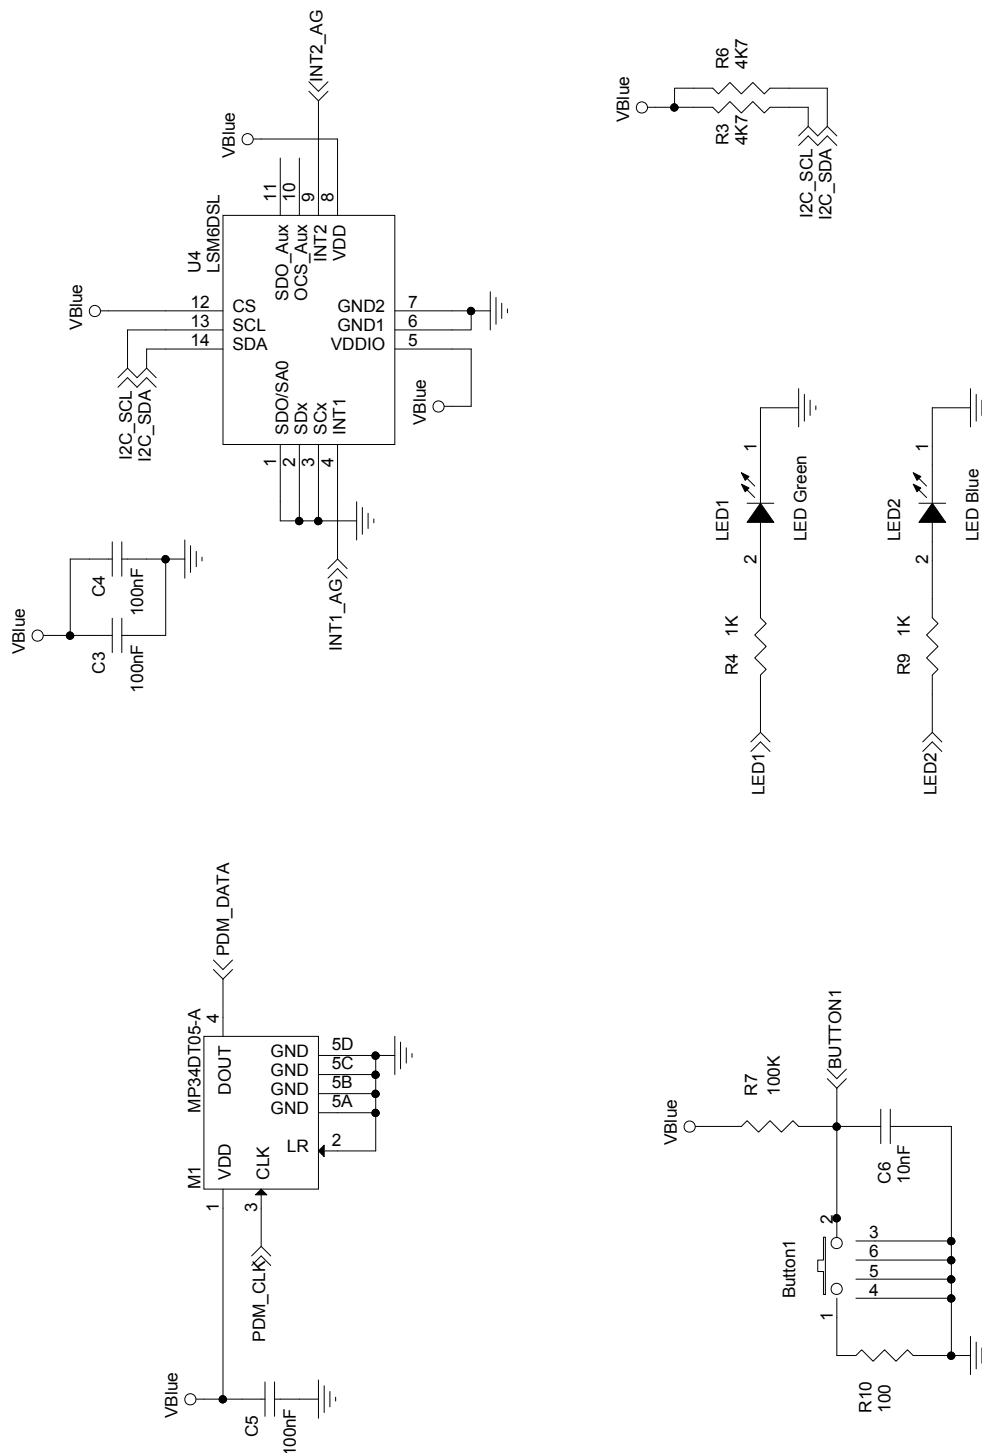 VBlue
C3
100nF
C4
100nF
INT1_AG
I2C_SCL
I2C_SDA
VBlue
12
13
14
U4
LSM6DSL
CS
SCL
SDA
SDO_Aux
OCS_Aux
INT2
VDD
11
10
9
8
VBlue
INT2_AG
1
2
3
4
SDO/SA0
SDx
SCx
INT1
GND2
GND1
VDDIO
7
6
5
VBlue
VBlue
R6
4K7
R3
4K7
I2C_SCL
I2C_SDA
VBlue
C5
100nF
PDM_CLK
1
3
M1
MP34DT05-A
VDD
CLK
DOUT
4
PDM_DATA
LR
GND
GND
GND
GND
2
5A
5B
5C
5D
LED1
R4
1K
2
LED1
1
LED Green
LED2
R9
1K
2
LED2
1
LED Blue
VBlue
R7
100K
BUTTON1
Button1
1
2
C6
10nF
3
6
5
4
R10
100